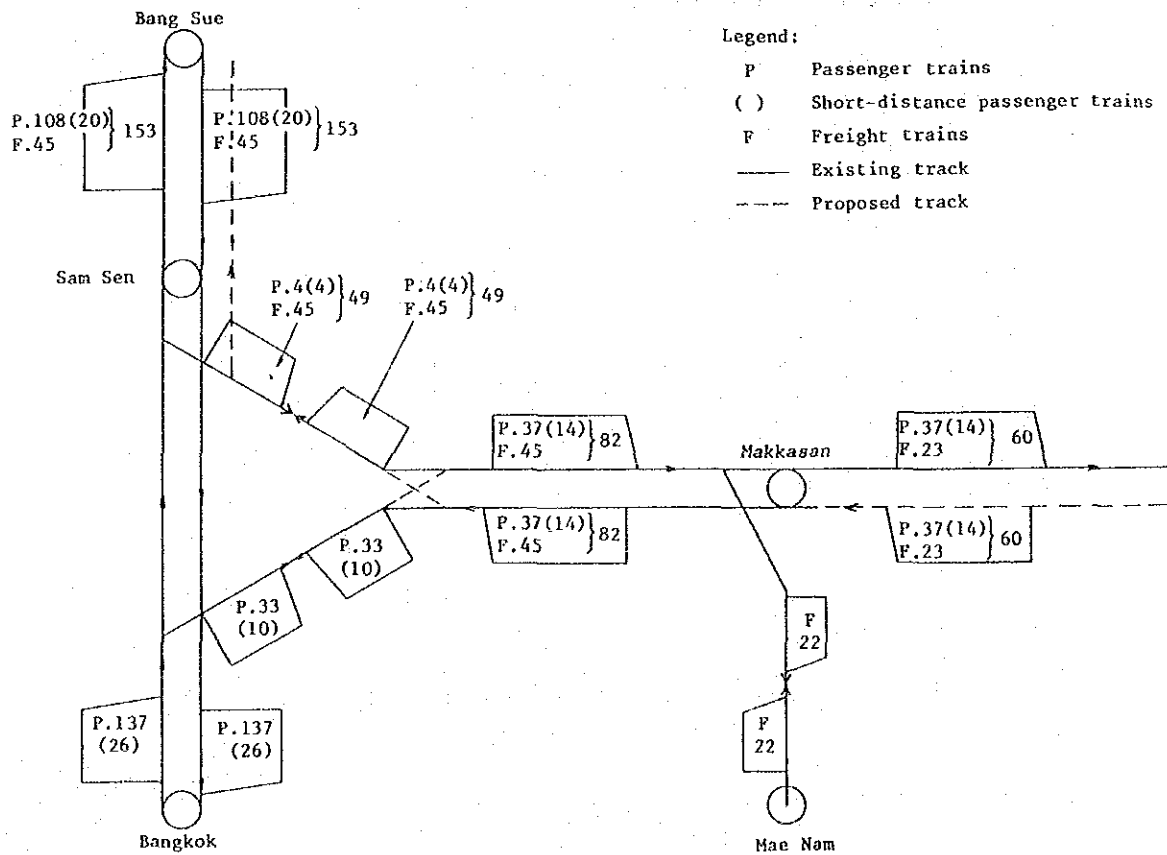 Bang Sue
Legend:
P Passenger trains
( ) Short-distance passenger trains
F Freight trains
Existing track
Proposed track
P.108(20)
F.45 } 153
P.108(20)
F.45 } 153
Sam Sen
P.4(4)
F.45 } 49
P.4(4)
F.45 } 49
P.37(14)
F.45 } 82
Makkasan
P.37(14)
F.23 } 60
P.37(14)
F.45 } 82
P.37(14)
F.23 } 60
P.33
(10)
P.33
(10)
F
22
P.137
(26)
P.137
(26)
F
22
Bangkok
Mae Nam